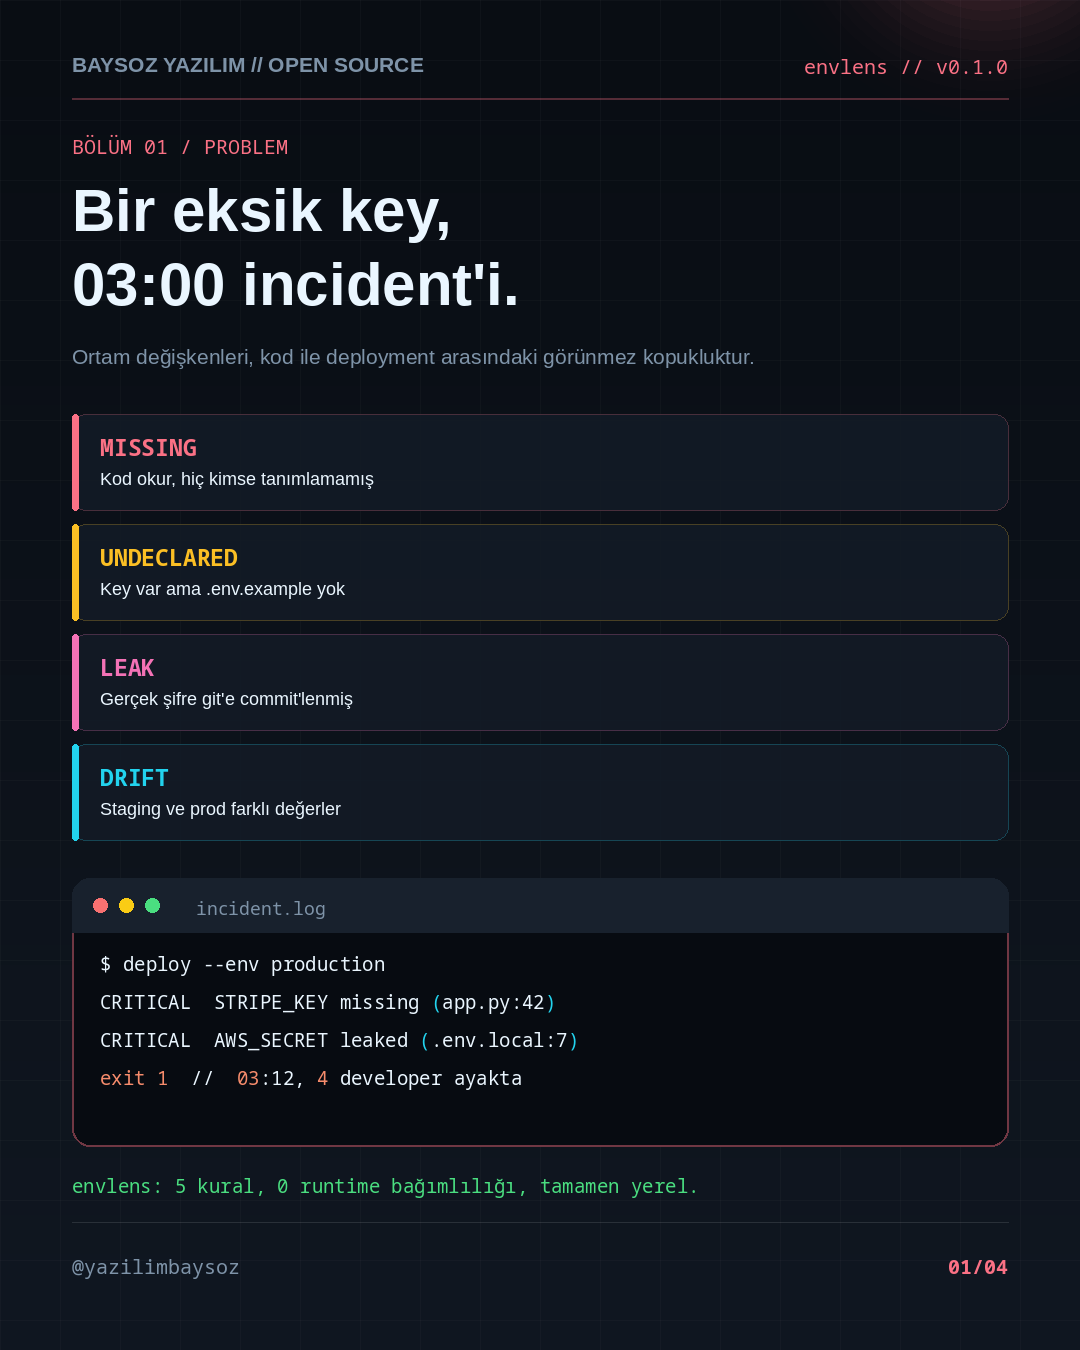 BAYSOZ YAZILIM // OPEN SOURCE
envlens // v0.1.0
BÖLÜM 01 / PROBLEM
Bir eksik key,
03:00 incident'i.
Ortam değişkenleri, kod ile deployment arasındaki görünmez kopukluktur.
MISSING
Kod okur, hiç kimse tanımlamamış
UNDECLARED
Key var ama .env.example yok
LEAK
Gerçek şifre git'e commit'lenmiş
DRIFT
Staging ve prod farklı değerler
incident.log
$ deploy --env production
CRITICAL  STRIPE_KEY missing (app.py:42)
CRITICAL  AWS_SECRET leaked (.env.local:7)
exit 1  //  03:12, 4 developer ayakta
envlens: 5 kural, 0 runtime bağımlılığı, tamamen yerel.
@yazilimbaysoz
01/04